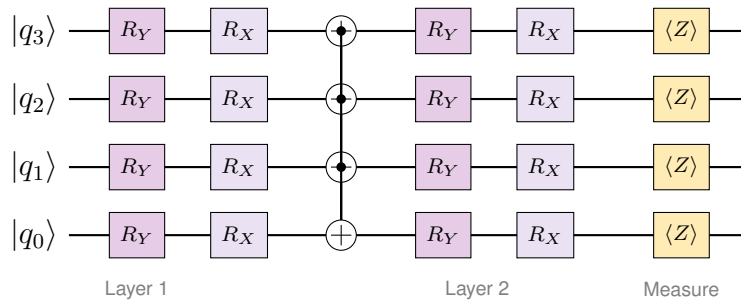 |q₃⟩ R_Y R_X R_Y R_X ⟨Z⟩
|q₂⟩ R_Y R_X R_Y R_X ⟨Z⟩
|q₁⟩ R_Y R_X R_Y R_X ⟨Z⟩
|q₀⟩ R_Y R_X R_Y R_X ⟨Z⟩
Layer 1 Layer 2 Measure